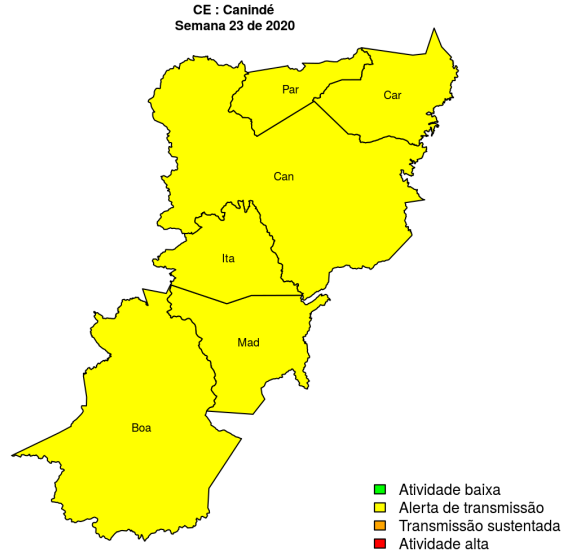 CE : Canindé
Semana 23 de 2020
Par
Car
Can
Ita
Mad
Boa
Atividade baixa
Alerta de transmissão
Transmissão sustentada
Atividade alta